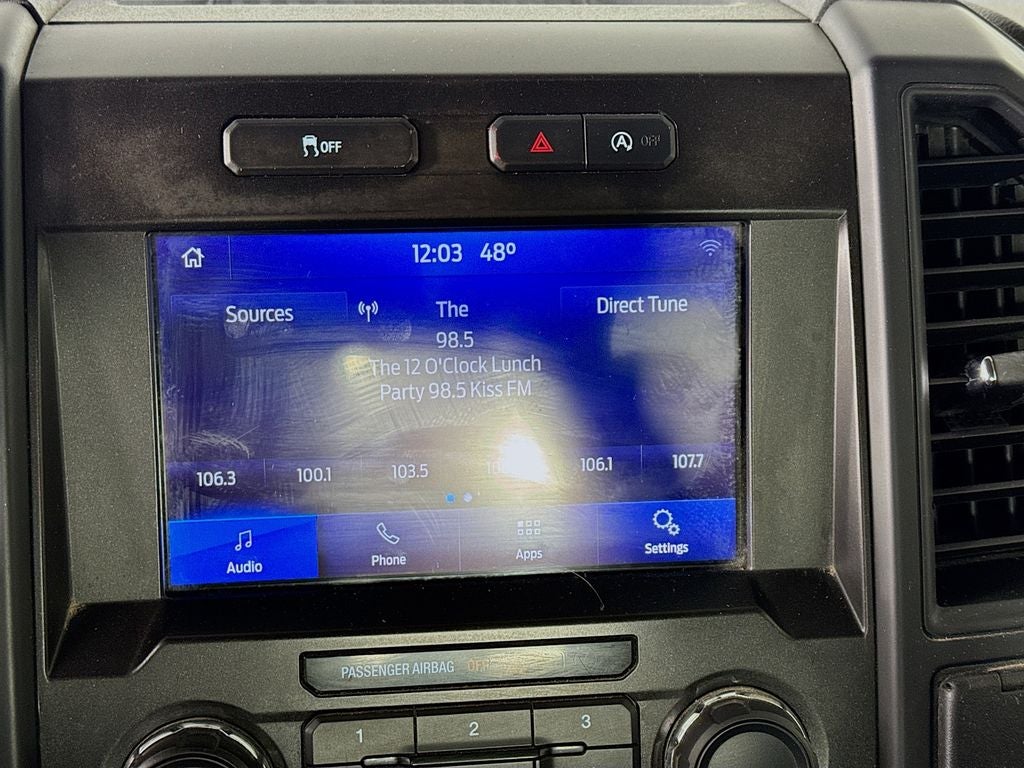 OFF
A OFF
12:03 48º
Sources
The
Direct Tune
98.5
The 12 O'Clock Lunch
Party 98.5 Kiss FM
106.3 100.1 103.5 106.1 107.7
Audio Phone Apps Settings
PASSENGER AIRBAG OFF
1 2 3